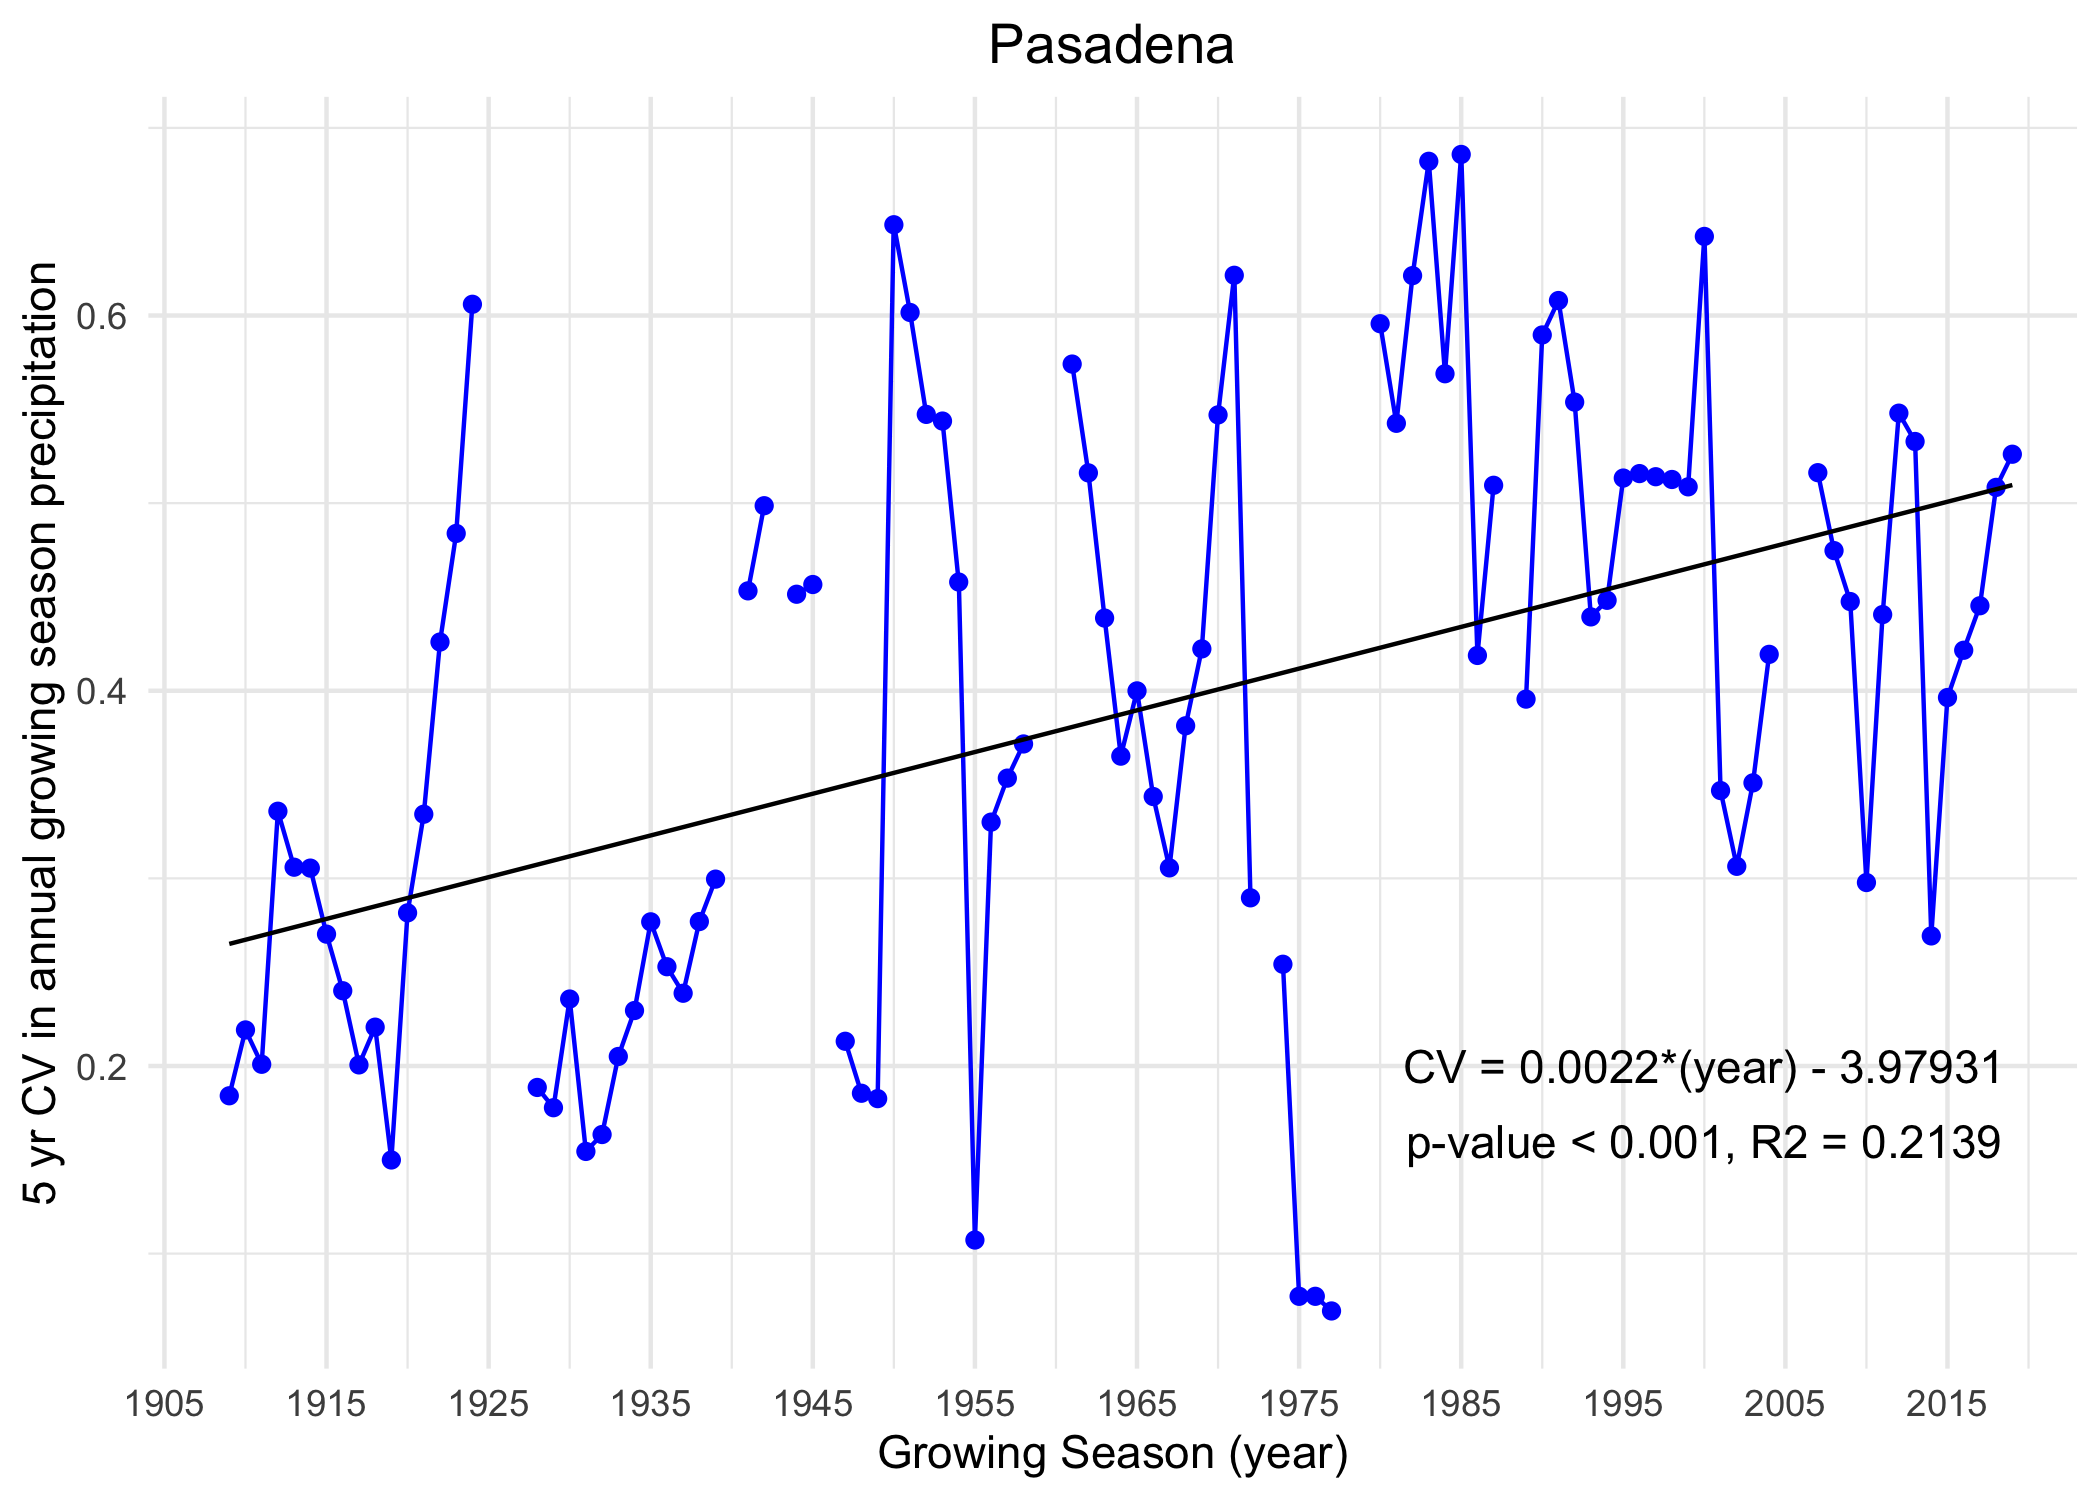 Pasadena
5 yr CV in annual growing season precipitation
0.6
0.4
0.2
CV = 0.0022*(year) - 3.97931
p-value < 0.001, R2 = 0.2139
1905 1915 1925 1935 1945 1955 1965 1975 1985 1995 2005 2015
Growing Season (year)